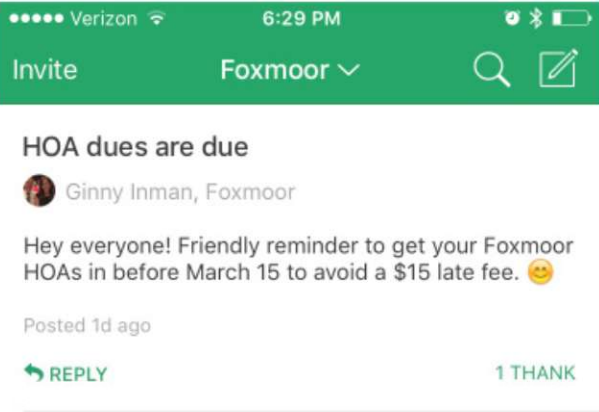 Verizon 6:29 PM
Invite Foxmoor
HOA dues are due
Ginny Inman, Foxmoor
Hey everyone! Friendly reminder to get your Foxmoor
HOAs in before March 15 to avoid a $15 late fee. 😊
Posted 1d ago
REPLY 1 THANK